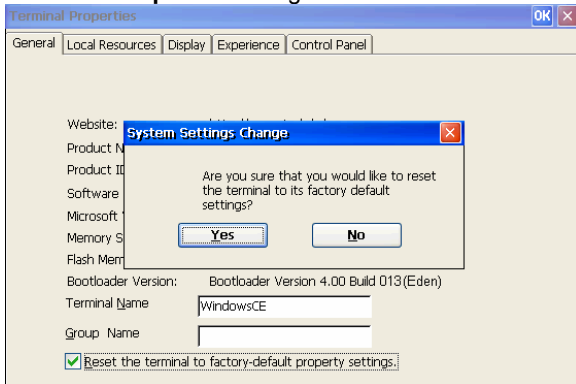 Terminal Properties
OK
General Local Resources Display Experience Control Panel
Website:
System Settings Change
Product N
Product ID
Are you sure that you would like to reset
the terminal to its factory default
settings?
Software
Microsoft
Memory S
Yes No
Flash Mem
Bootloader Version: Bootloader Version 4.00 Build 013(Eden)
Terminal Name WindowsCE
Group Name
Reset the terminal to factory-default property settings.